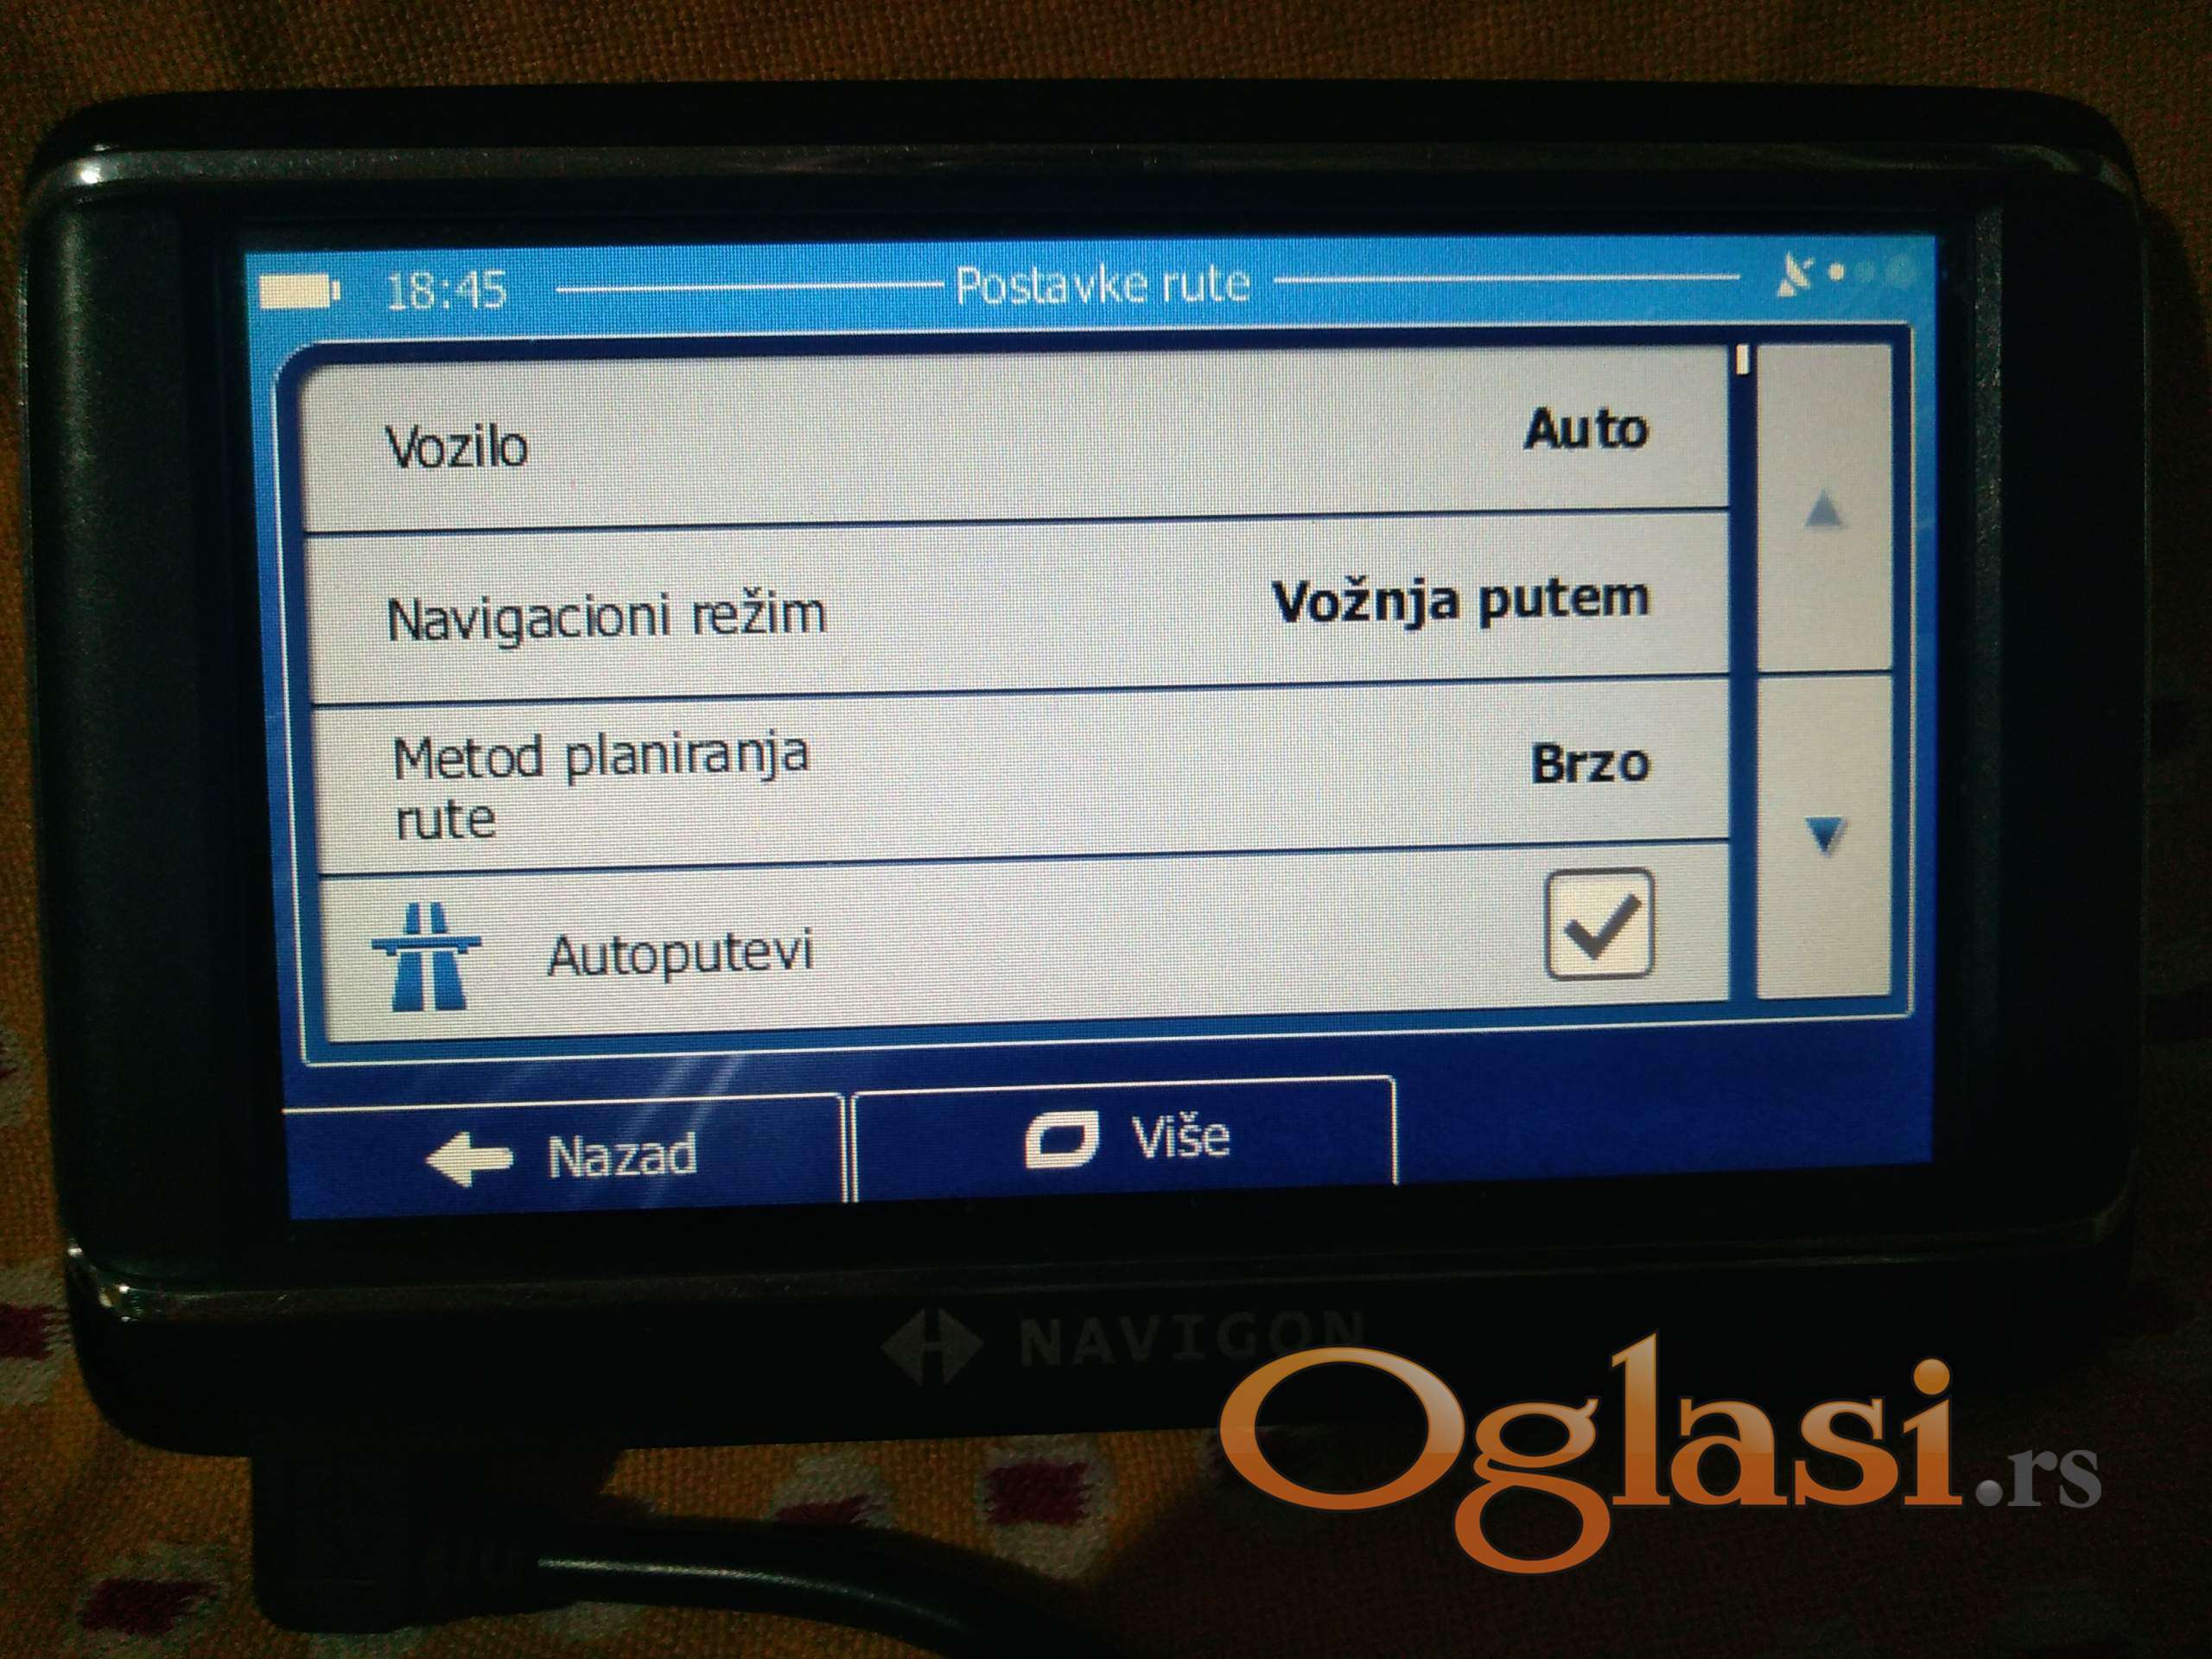 18:45 Postavke rute
Vozilo Auto
Navigacioni režim Vožnja putem
Metod planiranja
rute
Brzo
Autoputevi
Nazad Više
NAVIGON
Oglasi.rs